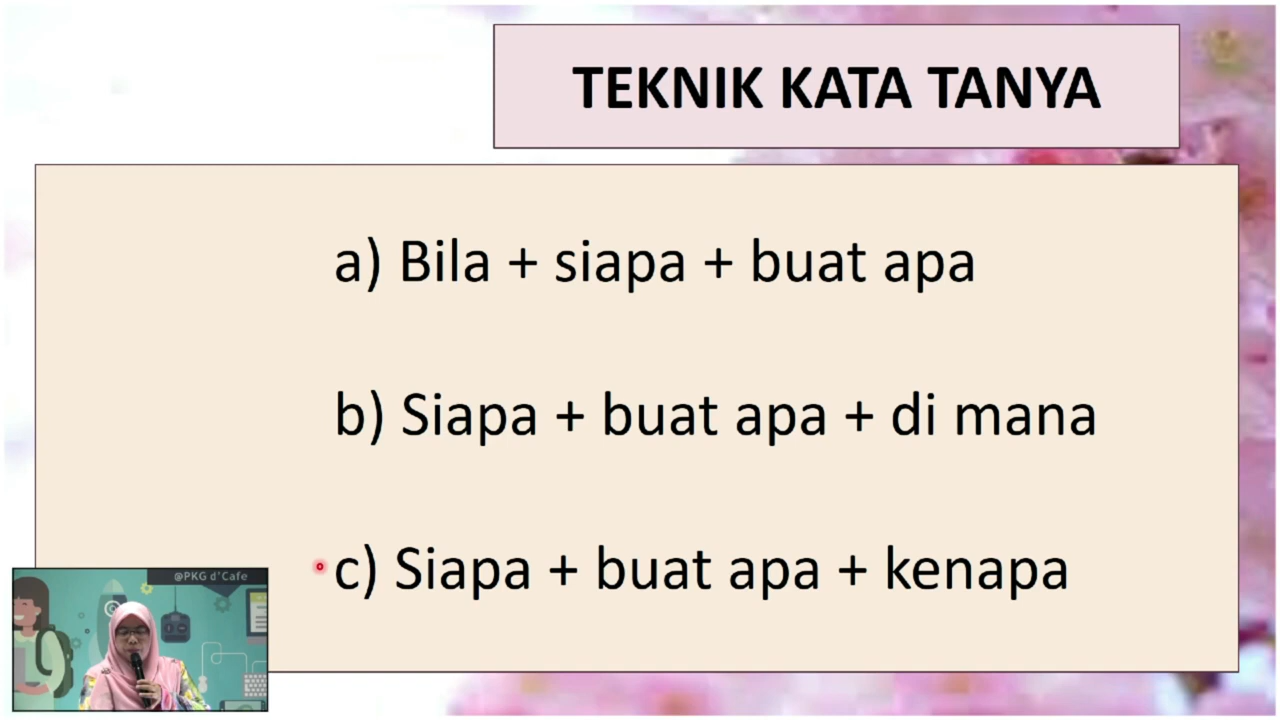 TEKNIK KATA TANYA
a) Bila + siapa + buat apa
b) Siapa + buat apa + di mana
c) Siapa + buat apa + kenapa
@PKG d'Cafe